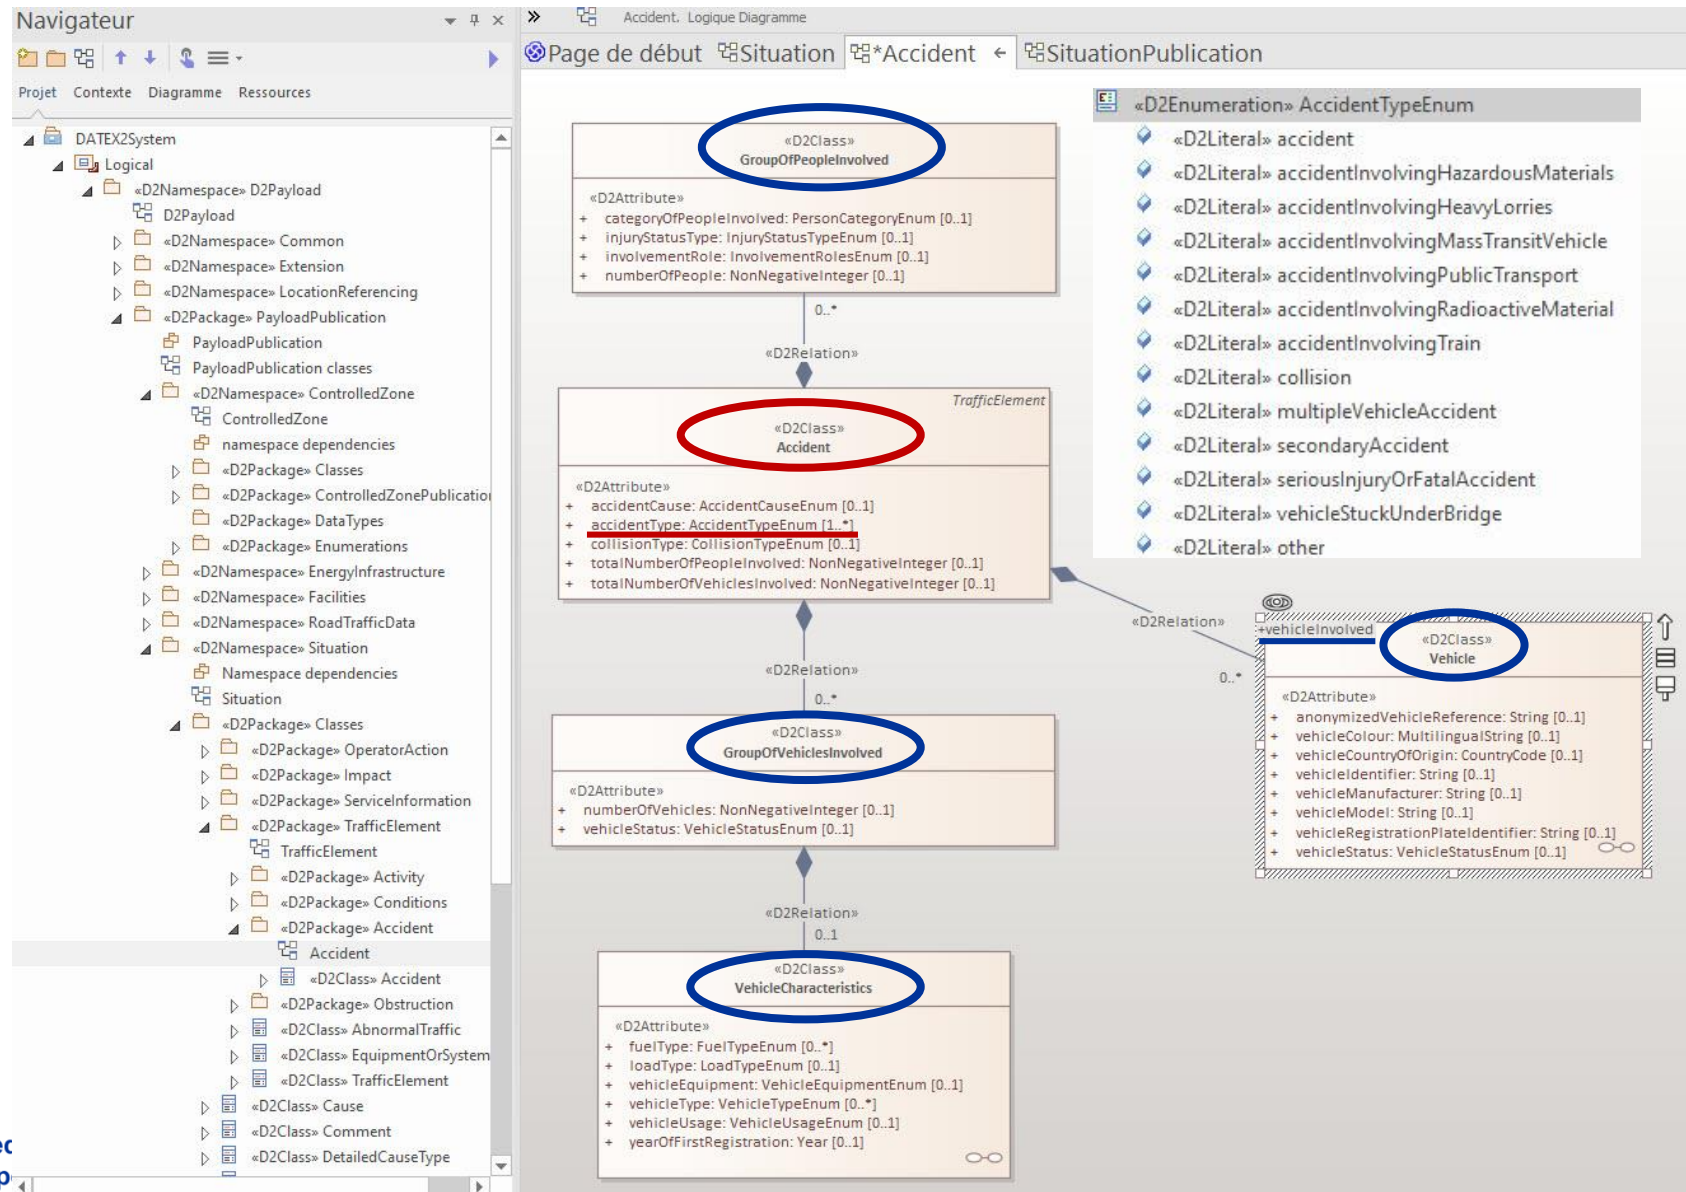 Navigateur
Projet Contexte Diagramme Ressources
DATEX2System
Logical
«D2Namespace» D2Payload
D2Payload
«D2Namespace» Common
«D2Namespace» Extension
«D2Namespace» LocationReferencing
«D2Package» PayloadPublication
PayloadPublication
PayloadPublication classes
«D2Namespace» ControlledZone
ControlledZone
namespace dependencies
«D2Package» Classes
«D2Package» ControlledZonePublication
«D2Package» DataTypes
«D2Package» Enumerations
«D2Namespace» EnergyInfrastructure
«D2Namespace» Facilities
«D2Namespace» RoadTrafficData
«D2Namespace» Situation
Namespace dependencies
Situation
«D2Package» Classes
«D2Package» OperatorAction
«D2Package» Impact
«D2Package» ServiceInformation
«D2Package» TrafficElement
TrafficElement
«D2Package» Activity
«D2Package» Conditions
«D2Package» Accident
Accident
«D2Class» Accident
«D2Package» Obstruction
«D2Class» AbnormalTraffic
«D2Class» EquipmentOrSystem
«D2Class» TrafficElement
«D2Class» Cause
«D2Class» Comment
«D2Class» DetailedCauseType
Accident. Logique Diagramme
Page de début Situation *Accident SituationPublication
«D2Class»
GroupOfPeopleInvolved
«D2Attribute»
+ categoryOfPeopleInvolved: PersonCategoryEnum [0..1]
+ injuryStatusType: InjuryStatusTypeEnum [0..1]
+ involvementRole: InvolvementRolesEnum [0..1]
+ numberOfPeople: NonNegativeInteger [0..1]
0..*
«D2Relation»
TrafficElement
«D2Class»
Accident
«D2Attribute»
+ accidentCause: AccidentCauseEnum [0..1]
+ accidentType: AccidentTypeEnum [1..*]
+ collisionType: CollisionTypeEnum [0..1]
+ totalNumberOfPeopleInvolved: NonNegativeInteger [0..1]
+ totalNumberOfVehiclesInvolved: NonNegativeInteger [0..1]
«D2Relation»
0..*
«D2Class»
GroupOfVehiclesInvolved
«D2Attribute»
+ numberOfVehicles: NonNegativeInteger [0..1]
+ vehicleStatus: VehicleStatusEnum [0..1]
«D2Relation»
0..1
«D2Class»
VehicleCharacteristics
«D2Attribute»
+ fuelType: FuelTypeEnum [0..*]
+ loadType: LoadTypeEnum [0..1]
+ vehicleEquipment: VehicleEquipmentEnum [0..1]
+ vehicleType: VehicleTypeEnum [0..*]
+ vehicleUsage: VehicleUsageEnum [0..1]
+ yearOfFirstRegistration: Year [0..1]
«D2Enumeration» AccidentTypeEnum
«D2Literal» accident
«D2Literal» accidentInvolvingHazardousMaterials
«D2Literal» accidentInvolvingHeavyLorries
«D2Literal» accidentInvolvingMassTransitVehicle
«D2Literal» accidentInvolvingPublicTransport
«D2Literal» accidentInvolvingRadioactiveMaterial
«D2Literal» accidentInvolvingTrain
«D2Literal» collision
«D2Literal» multipleVehicleAccident
«D2Literal» secondaryAccident
«D2Literal» seriousInjuryOrFatalAccident
«D2Literal» vehicleStuckUnderBridge
«D2Literal» other
«D2Relation»
+vehicleInvolved
0..*
«D2Class»
Vehicle
«D2Attribute»
+ anonymizedVehicleReference: String [0..1]
+ vehicleColour: MultilingualString [0..1]
+ vehicleCountryOfOrigin: CountryCode [0..1]
+ vehicleIdentifier: String [0..1]
+ vehicleManufacturer: String [0..1]
+ vehicleModel: String [0..1]
+ vehicleRegistrationPlateIdentifier: String [0..1]
+ vehicleStatus: VehicleStatusEnum [0..1]